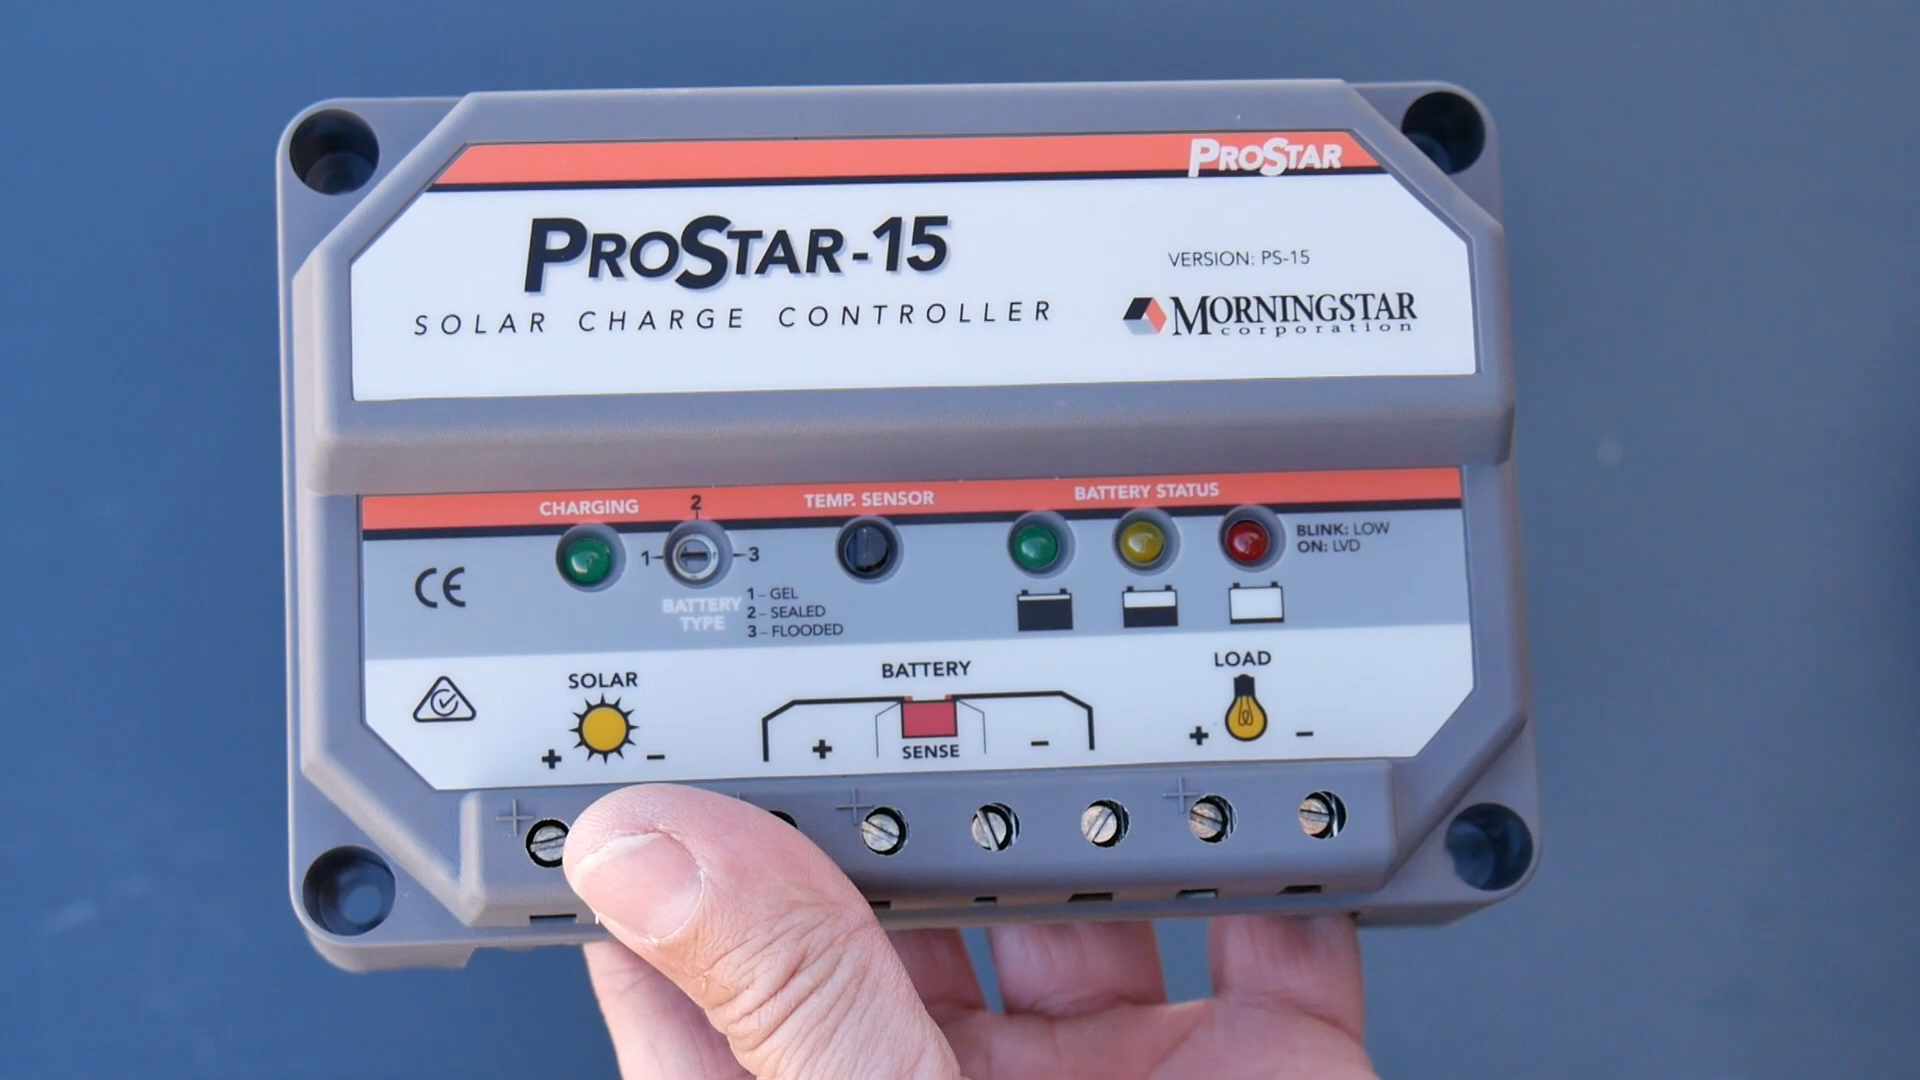 PROSTAR
PROSTAR-15
SOLAR CHARGE CONTROLLER
VERSION: PS-15
MORNINGSTAR
corporation
CHARGING
2
TEMP. SENSOR
BATTERY STATUS
1
3
BLINK: LOW
ON: LVD
CE
BATTERY
TYPE
1 - GEL
2 - SEALED
3 - FLOODED
SOLAR
BATTERY
LOAD
+ -
+ SENSE -
+ -
+ + +